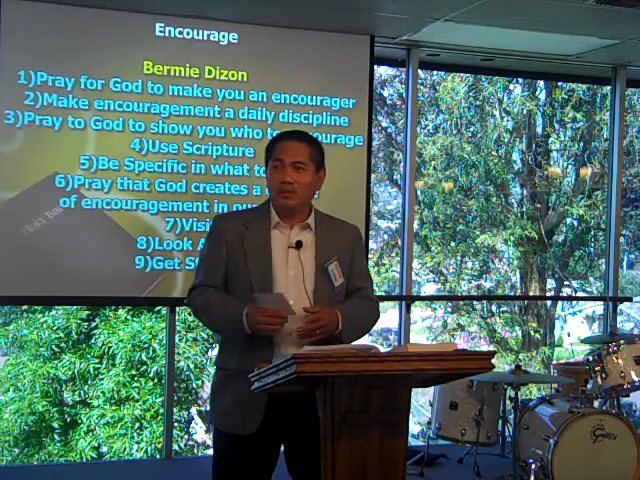 Encourage
Bermie Dizon
1)Pray for God to make you an encourager
2)Make encouragement a daily discipline
3)Pray to God to show you who to
4)Use Scripture
5)Be Specific in what to
6)Pray that God creates a
of encouragement in
7)
8)Look
9)Get